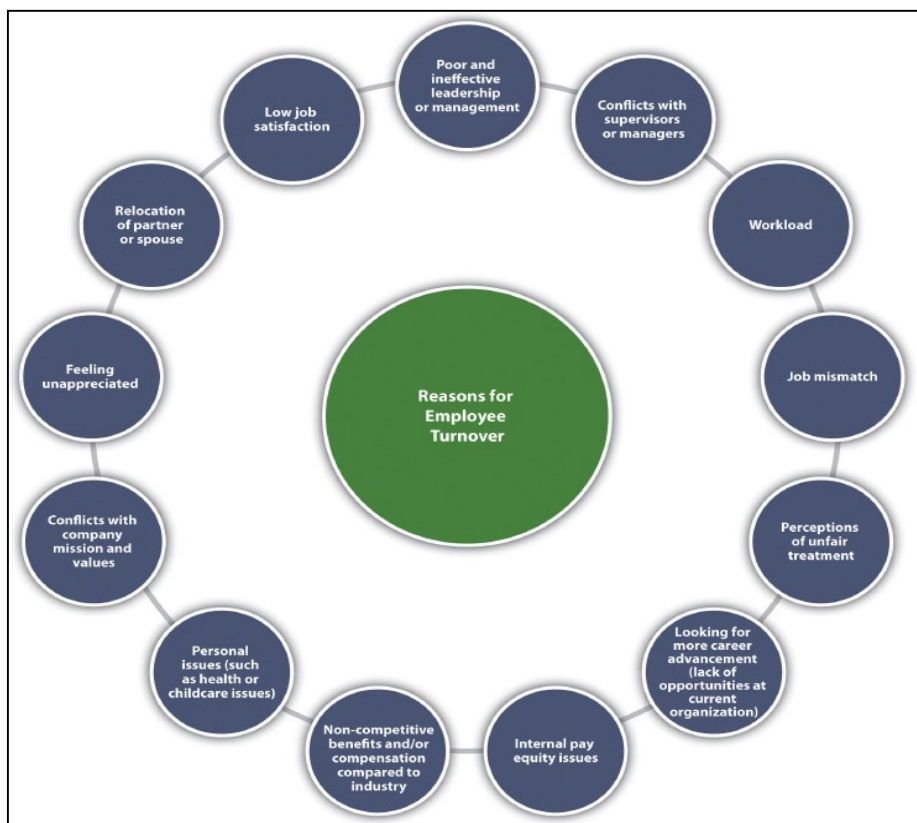 Poor and
ineffective
leadership
or management
Conflicts with
supervisors
or managers
Workload
Job mismatch
Perceptions
of unfair
treatment
Looking for
more career
advancement
(lack of
opportunities at
current
organization)
Internal pay
equity issues
Non-competitive
benefits and/or
compensation
compared to
industry
Personal
issues (such
as health or
childcare issues)
Conflicts with
company
mission and
values
Feeling
unappreciated
Relocation
of partner
or spouse
Low job
satisfaction
Reasons for
Employee
Turnover